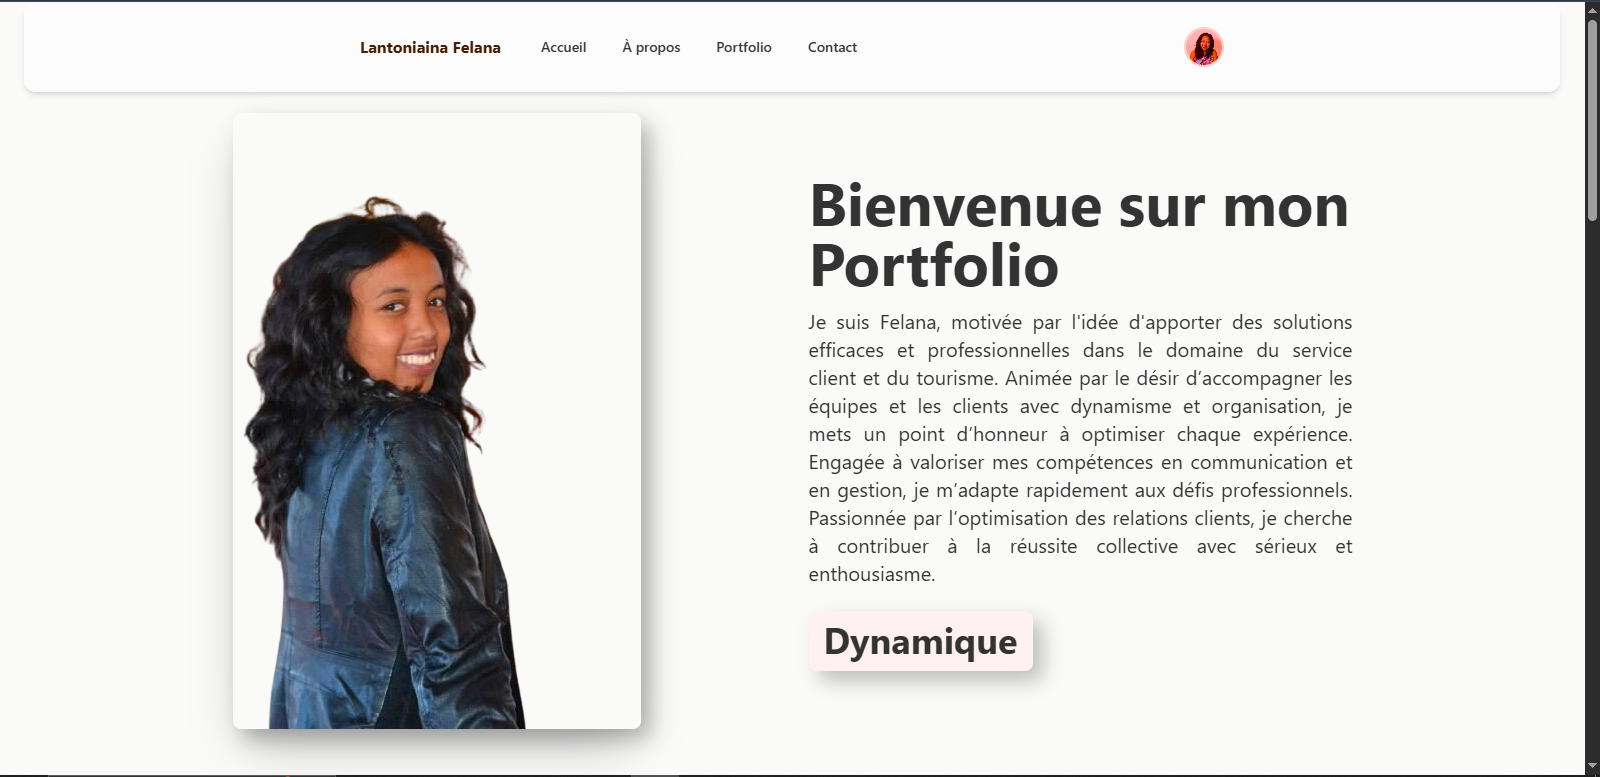 Lantoniaina Felana
Accueil
À propos
Portfolio
Contact
Bienvenue sur mon
Portfolio
Je suis Felana, motivée par l'idée d'apporter des solutions
efficaces et professionnelles dans le domaine du service
client et du tourisme. Animée par le désir d’accompagner les
équipes et les clients avec dynamisme et organisation, je
mets un point d’honneur à optimiser chaque expérience.
Engagée à valoriser mes compétences en communication et
en gestion, je m’adapte rapidement aux défis professionnels.
Passionnée par l’optimisation des relations clients, je cherche
à contribuer à la réussite collective avec sérieux et
enthousiasme.
Dynamique